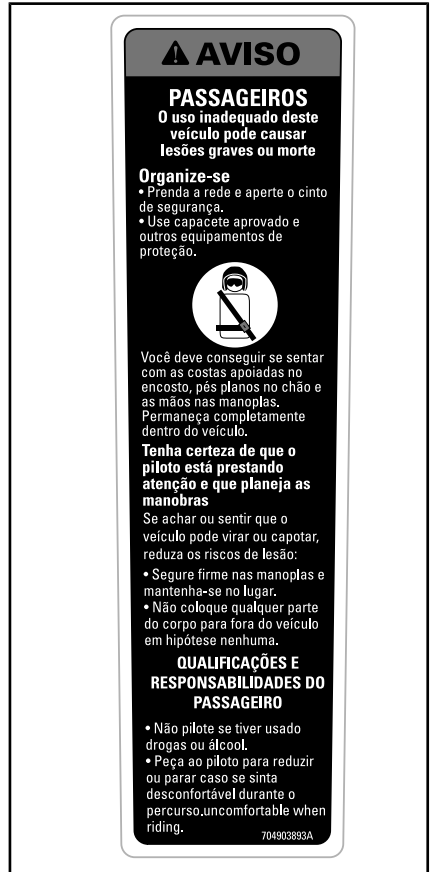 AVISO
PASSAGEIROS
O uso inadequado deste
veículo pode causar
lesões graves ou morte
Organize-se
• Prenda a rede e aperte o cinto
de segurança.
• Use capacete aprovado e
outros equipamentos de
proteção.
Você deve conseguir se sentar
com as costas apoiadas no
encosto, pés planos no chão e
as mãos nas manoplas.
Permaneça completamente
dentro do veículo.
Tenha certeza de que o
piloto está prestando
atenção e que planeja as
manobras
Se achar ou sentir que o
veículo pode virar ou capotar,
reduza os riscos de lesão:
• Segure firme nas manoplas e
mantenha-se no lugar.
• Não coloque qualquer parte
do corpo para fora do veículo
em hipótese nenhuma.
QUALIFICAÇÕES E
RESPONSABILIDADES DO
PASSAGEIRO
• Não pilote se tiver usado
drogas ou álcool.
• Peça ao piloto para reduzir
ou parar caso se sinta
desconfortável durante o
percurso.uncomfortable when
riding.
704903893A